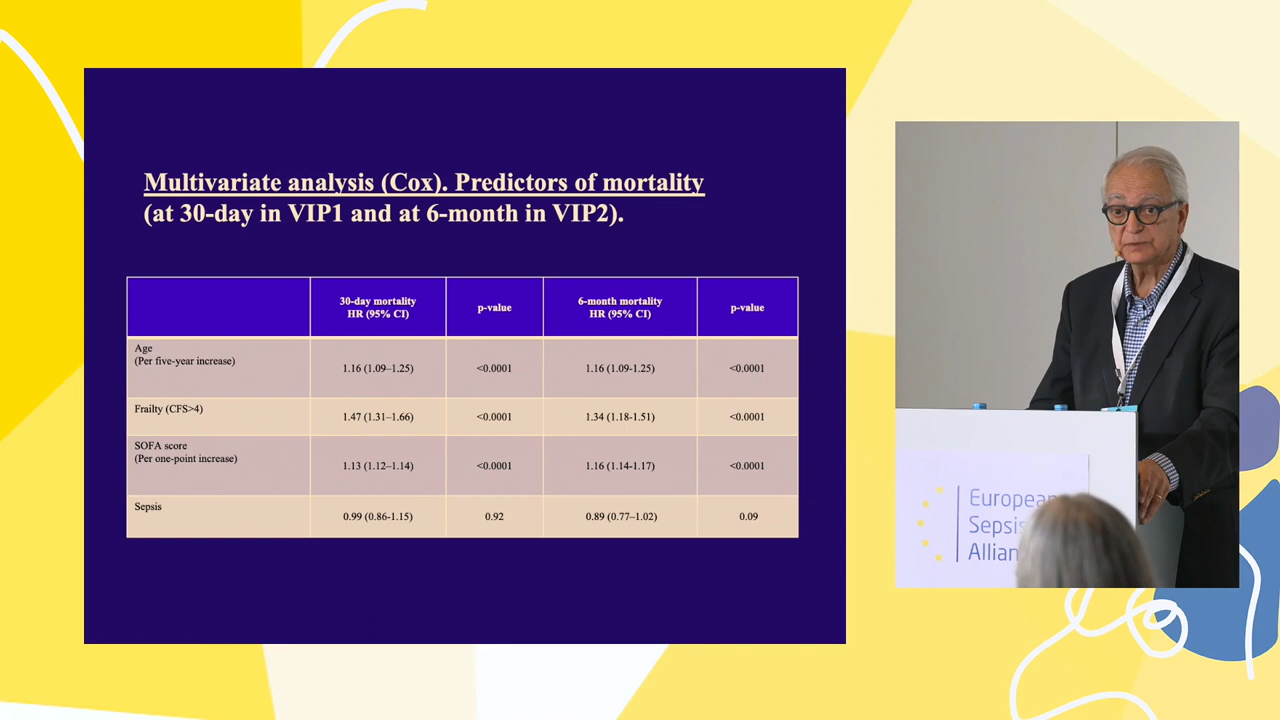 Multivariate analysis (Cox). Predictors of mortality
(at 30-day in VIP1 and at 6-month in VIP2).
30-day mortality
HR (95% CI)
p-value
6-month mortality
HR (95% CI)
p-value
Age
(Per five-year increase)
1.16 (1.09–1.25)
<0.0001
1.16 (1.09-1.25)
<0.0001
Frailty (CFS>4)
1.47 (1.31–1.66)
<0.0001
1.34 (1.18-1.51)
<0.0001
SOFA score
(Per one-point increase)
1.13 (1.12–1.14)
<0.0001
1.16 (1.14-1.17)
<0.0001
Sepsis
0.99 (0.86-1.15)
0.92
0.89 (0.77–1.02)
0.09
European
Sepsis